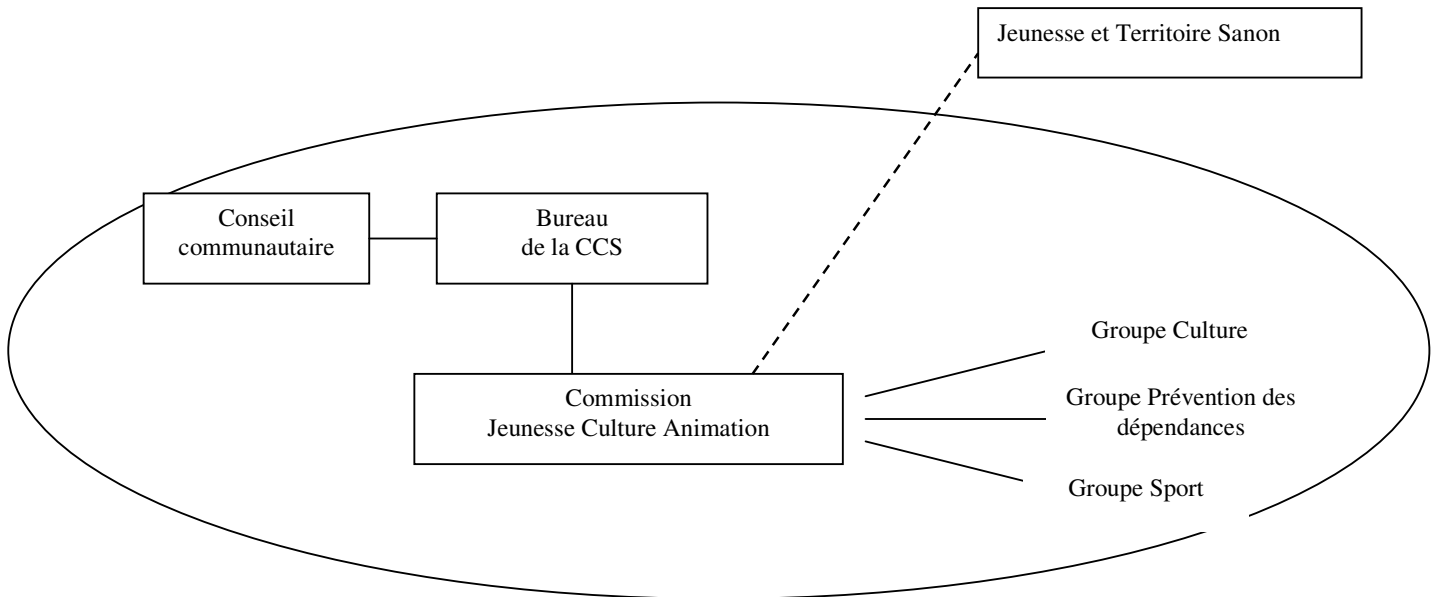 Jeunesse et Territoire Sanon
Conseil
communautaire
Bureau
de la CCS
Commission
Jeunesse Culture Animation
Groupe Culture
Groupe Prévention des
dépendances
Groupe Sport